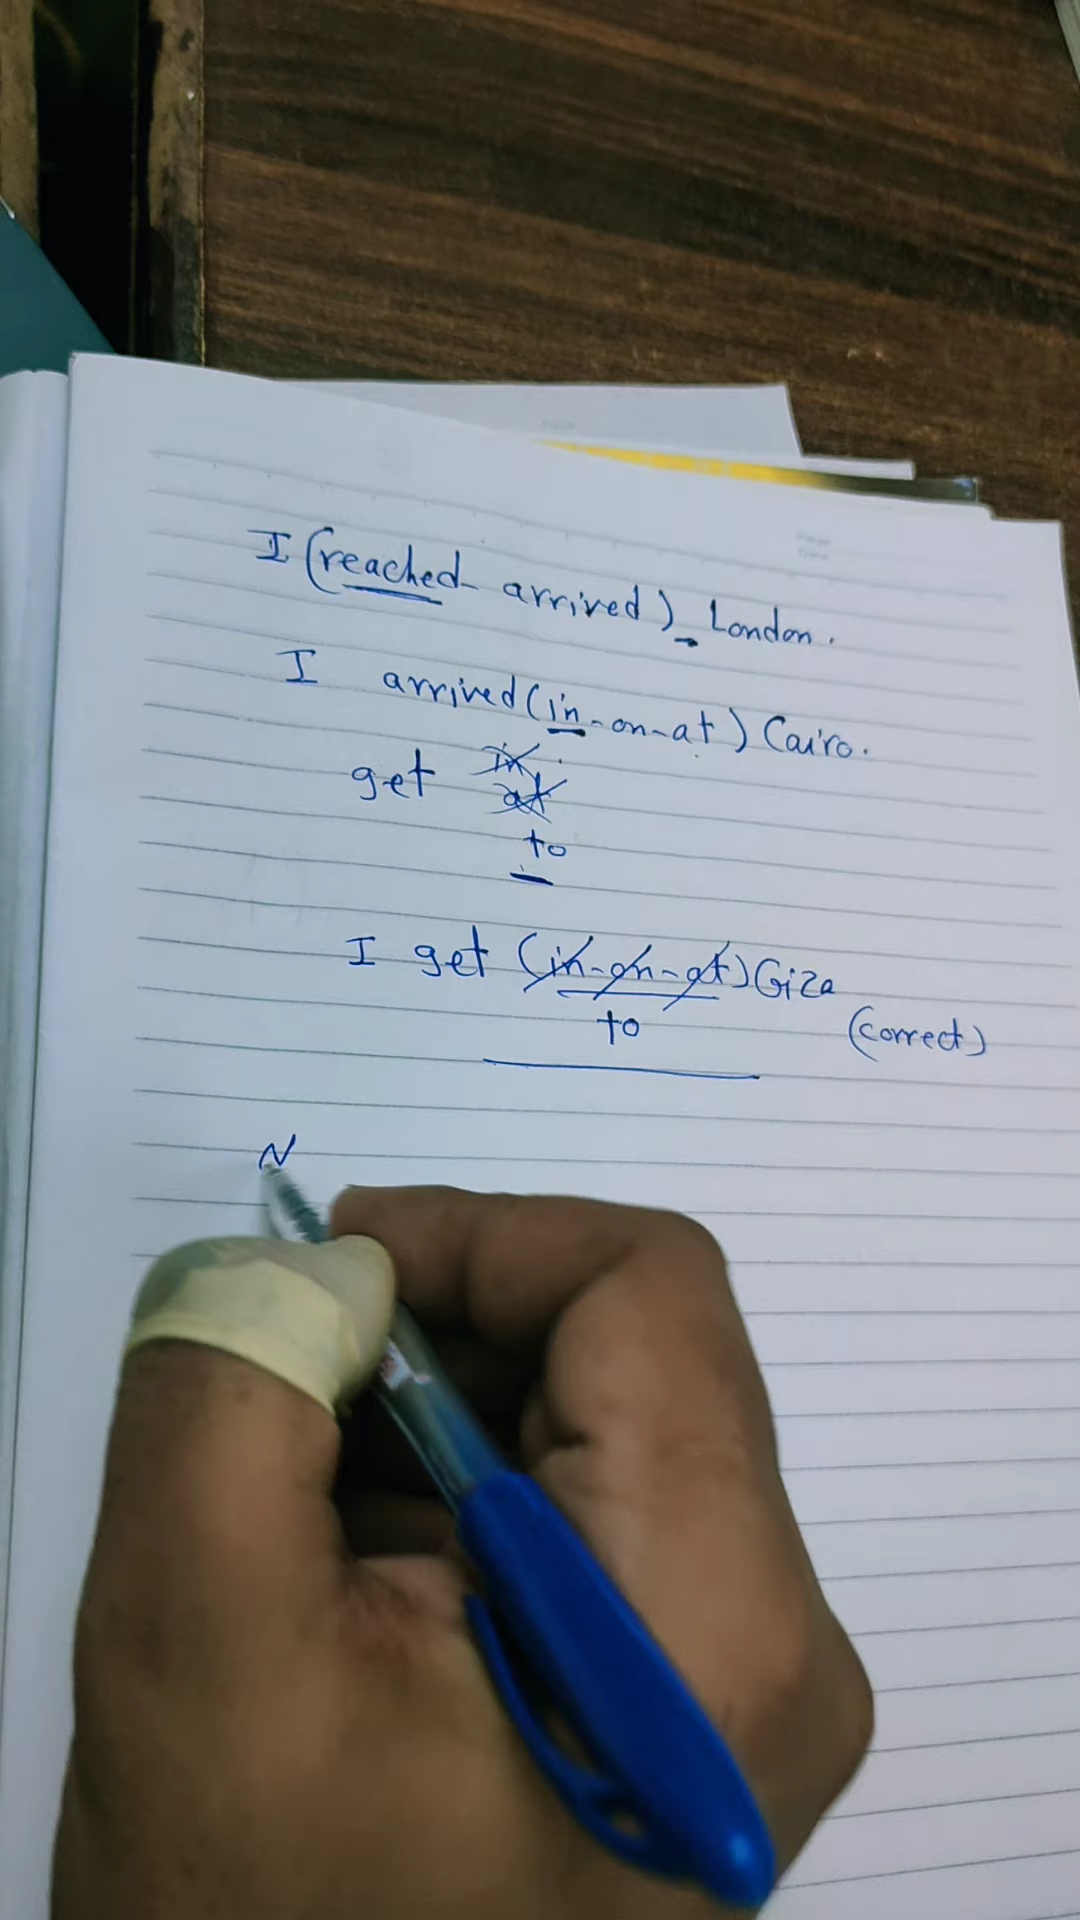 I (reached - arrived) _ London.
I arrived (in - on - at) Cairo.
get in
at
to
I get (in - on - at) Giza
to (correct)
N